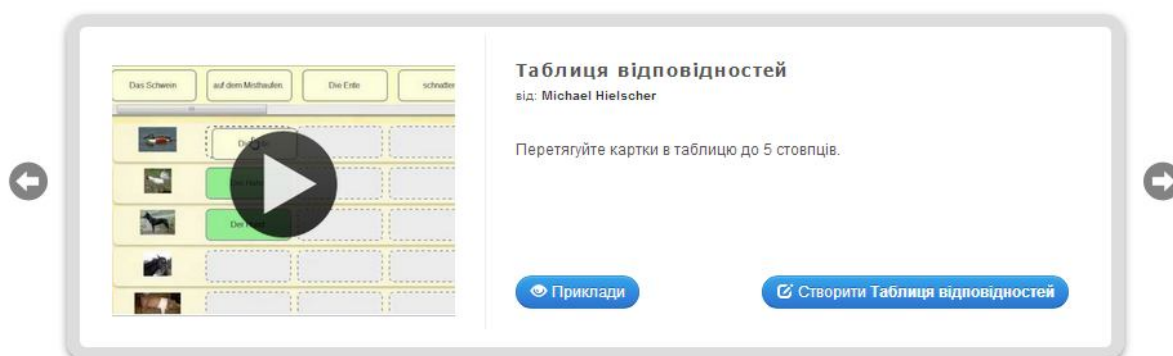 Das Schwein auf dem Misthaufen. Die Ente
Таблиця відповідностей
від: Michael Hielscher
Перетягуйте картки в таблицю до 5 стовпців.
Приклади
Створити Таблиця відповідностей